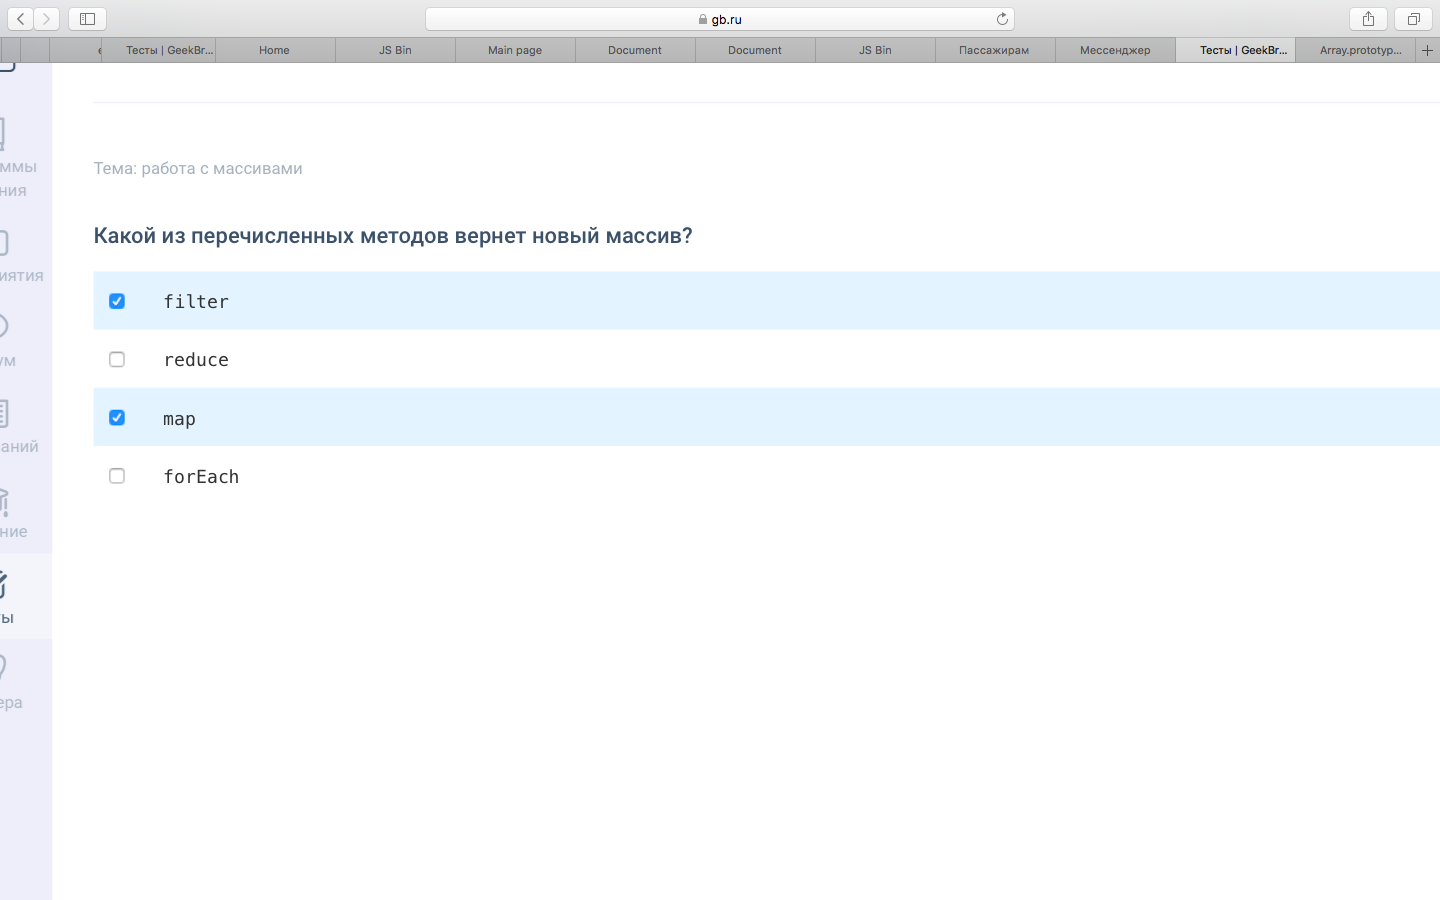 gb.ru
Тесты | GeekBr...
Home
JS Bin
Main page
Document
Document
JS Bin
Пассажирам
Мессенджер
Тесты | GeekBr...
Array.prototyp...
ммы
ния
иятия
ум
аний
ние
ты
ера
Тема: работа с массивами
Какой из перечисленных методов вернет новый массив?
filter
reduce
map
forEach